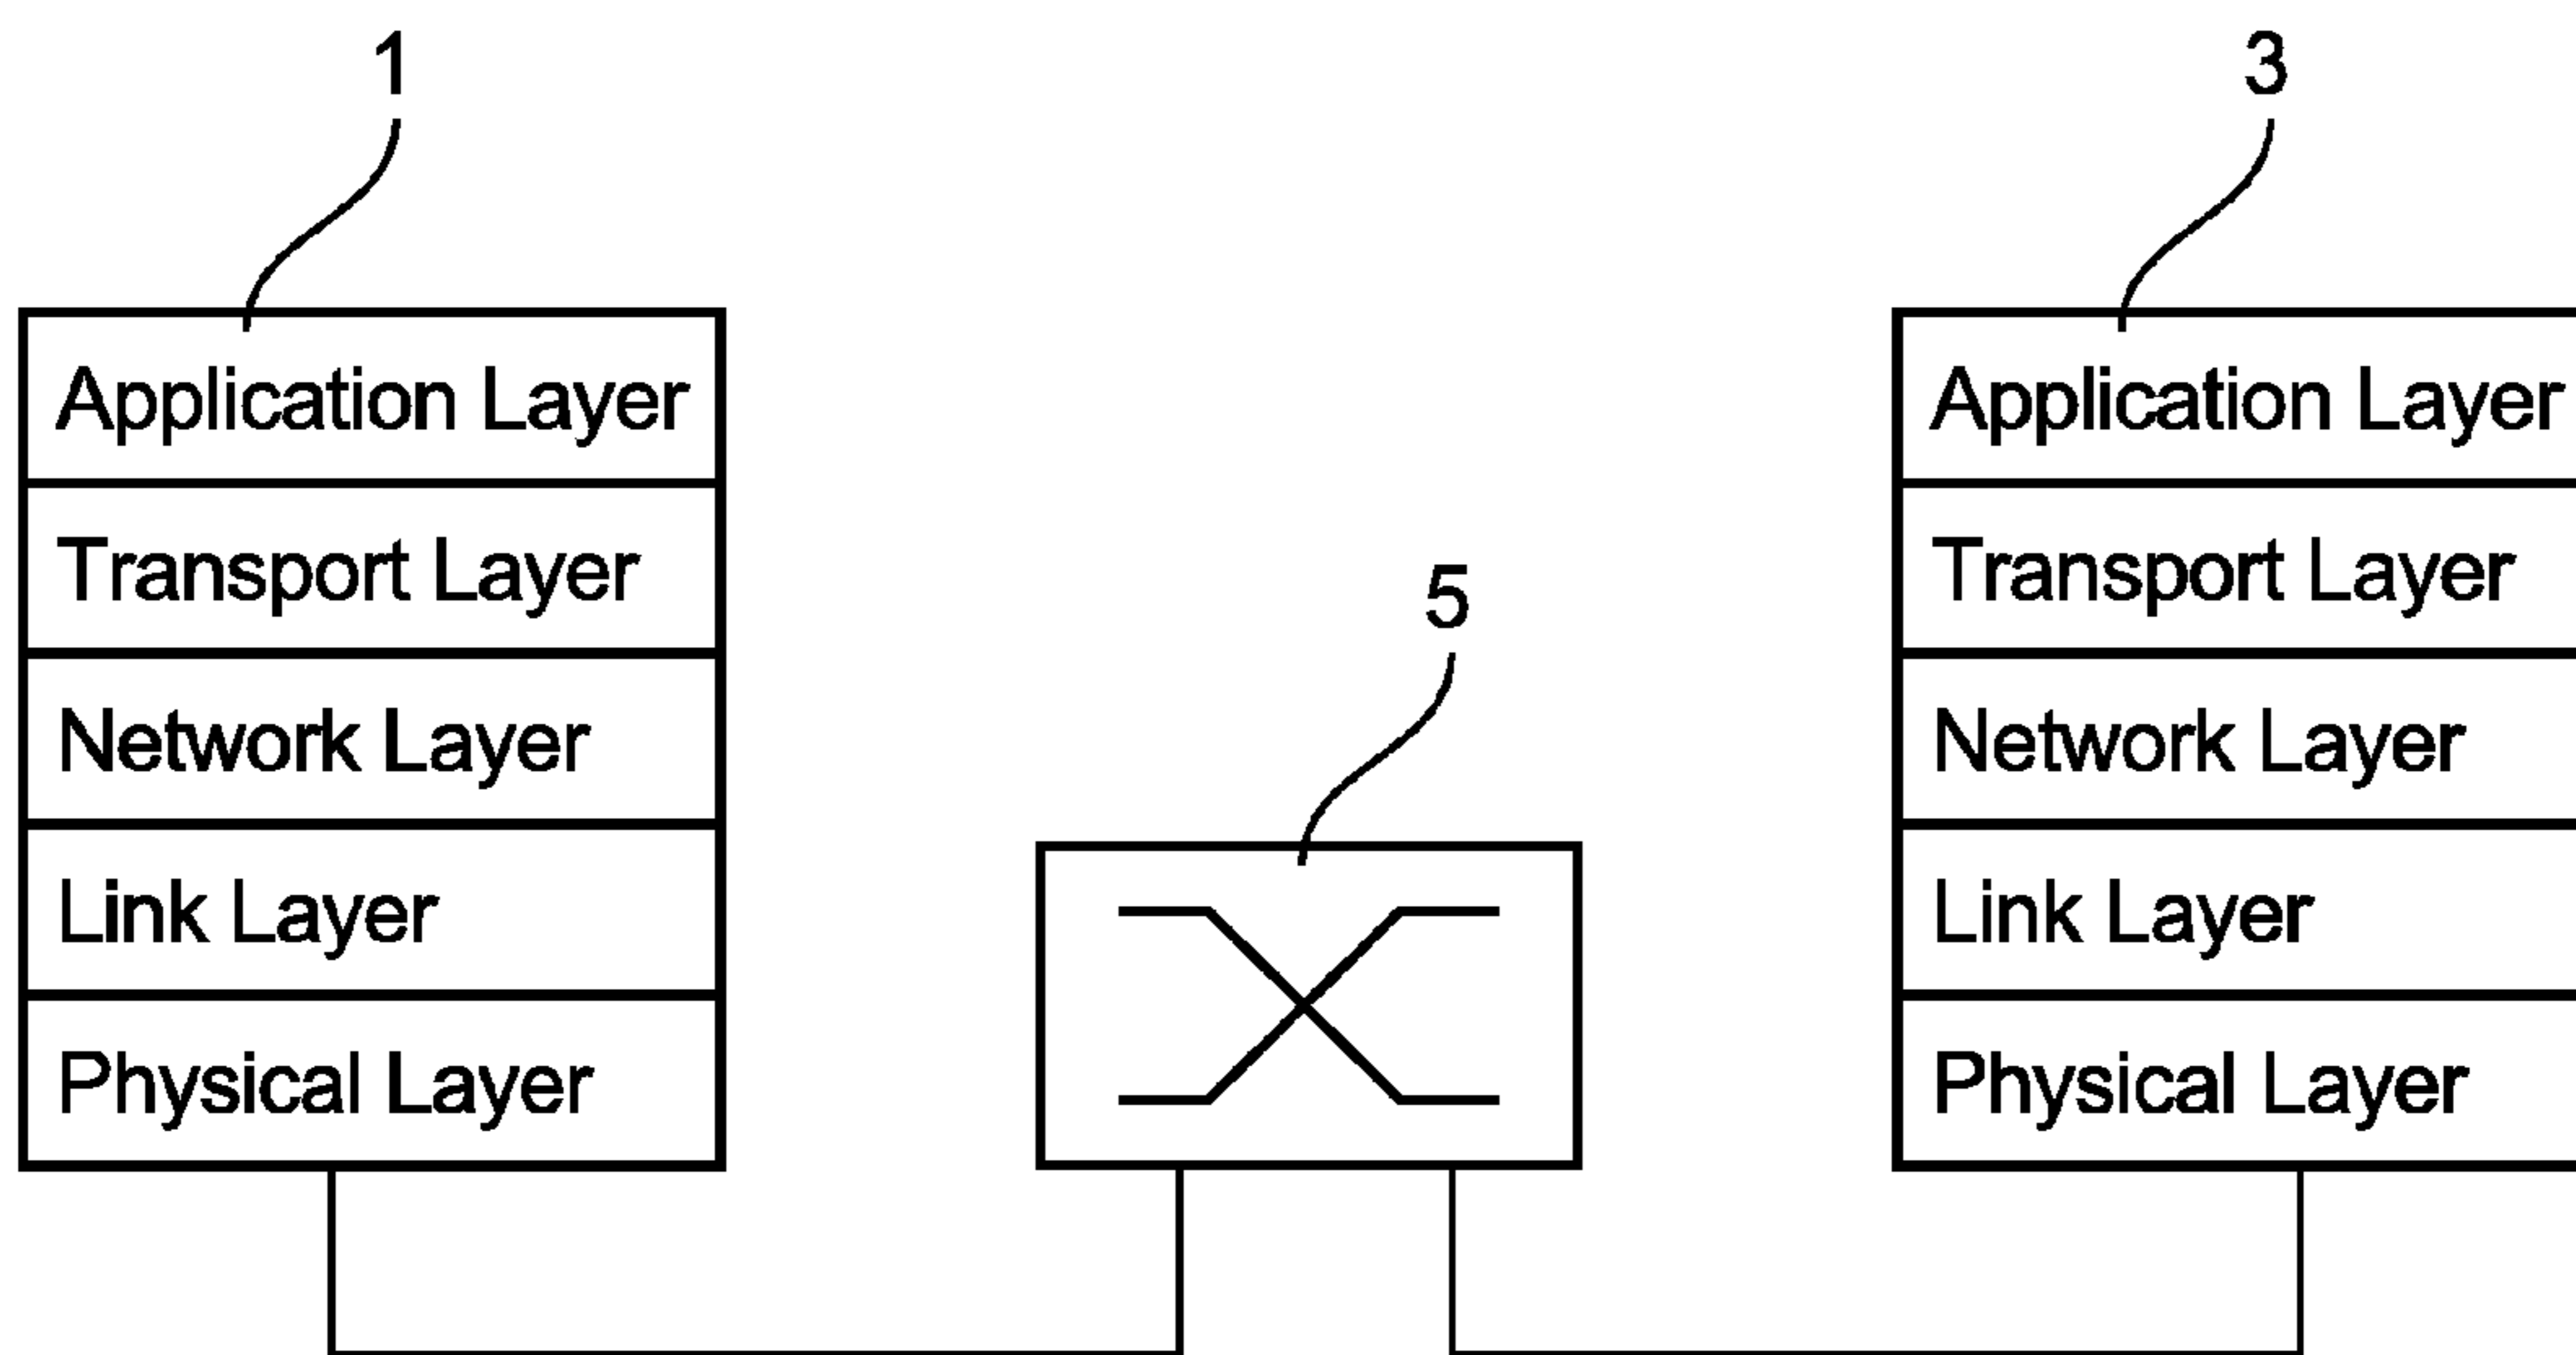 1
3
Application Layer
Transport Layer
Network Layer
Link Layer
Physical Layer
5
Application Layer
Transport Layer
Network Layer
Link Layer
Physical Layer